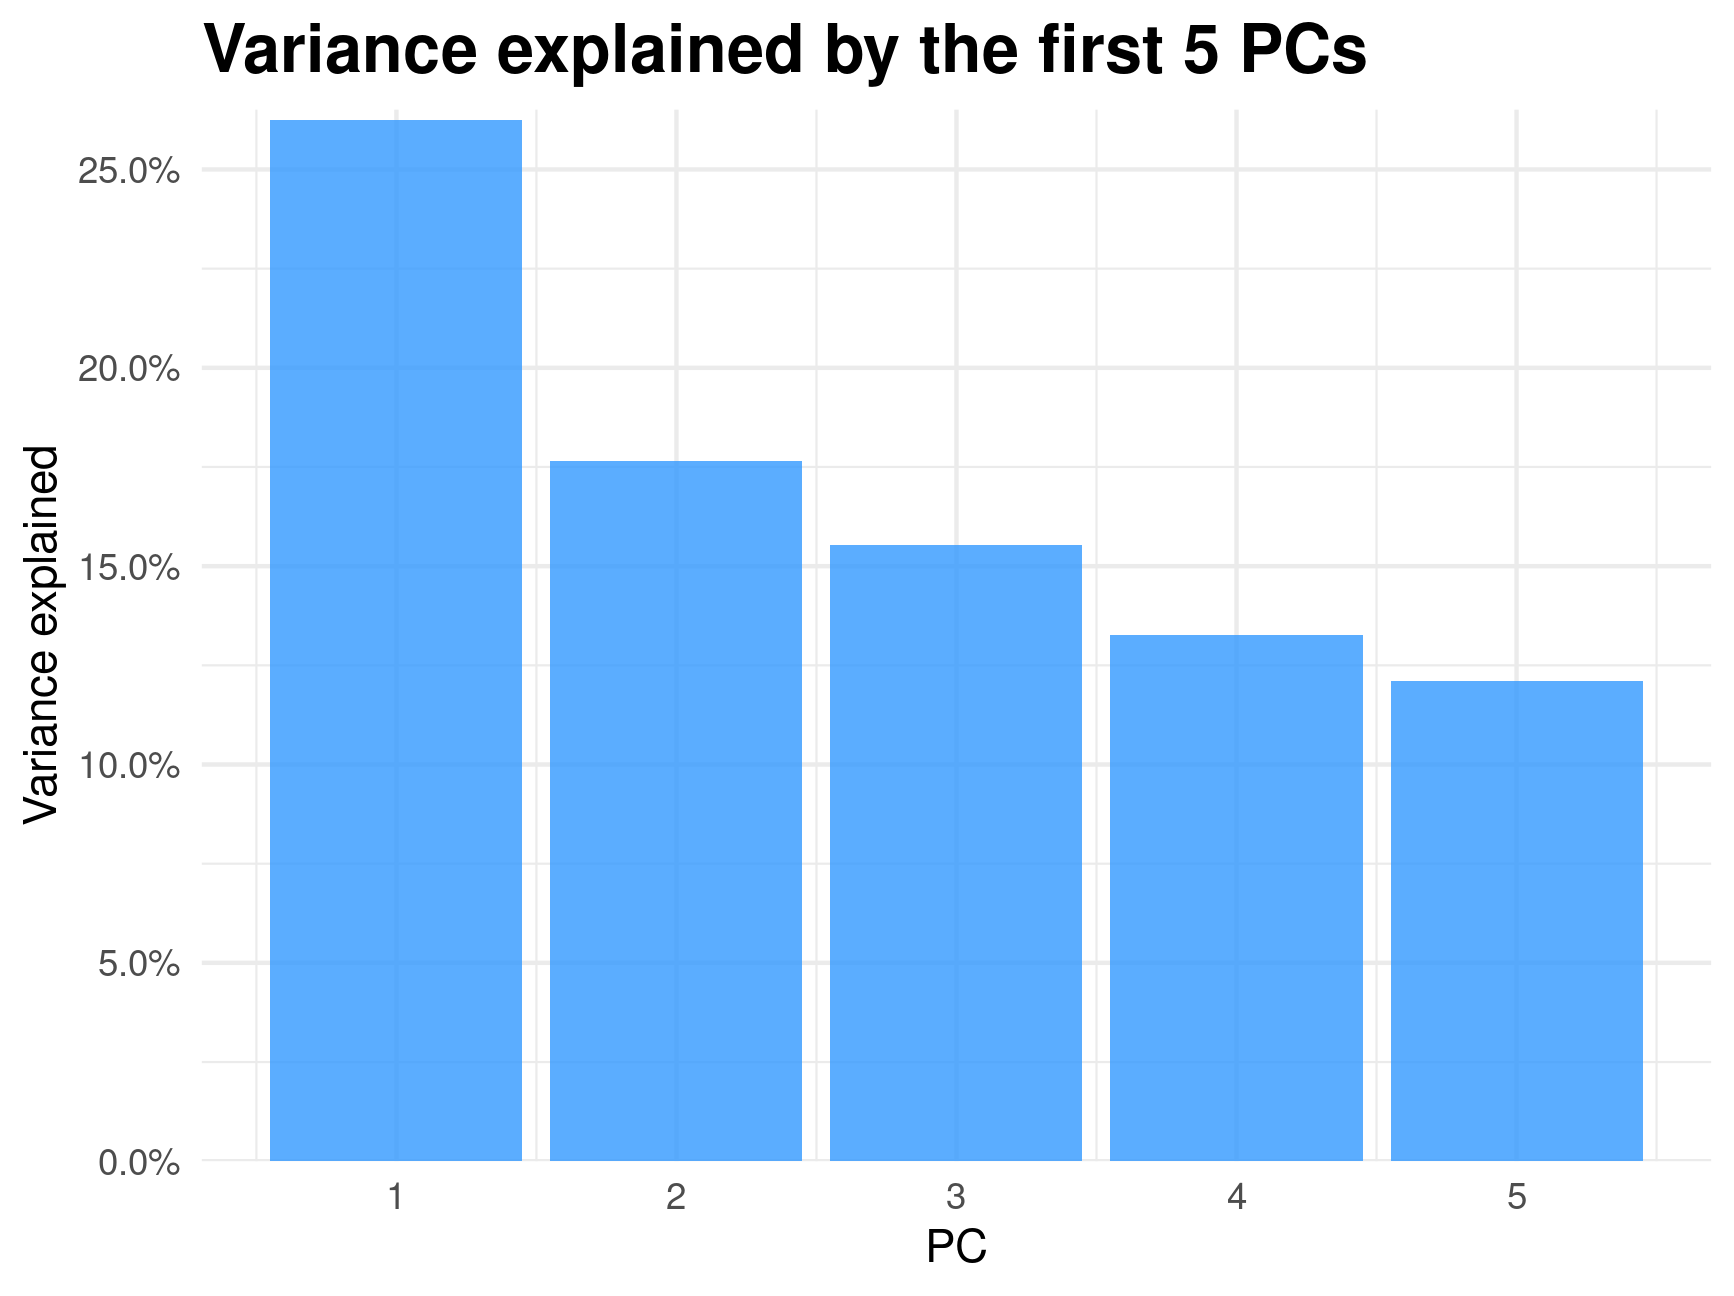 Variance explained by the first 5 PCs
Variance explained
25.0%
20.0%
15.0%
10.0%
5.0%
0.0%
1 2 3 4 5
PC